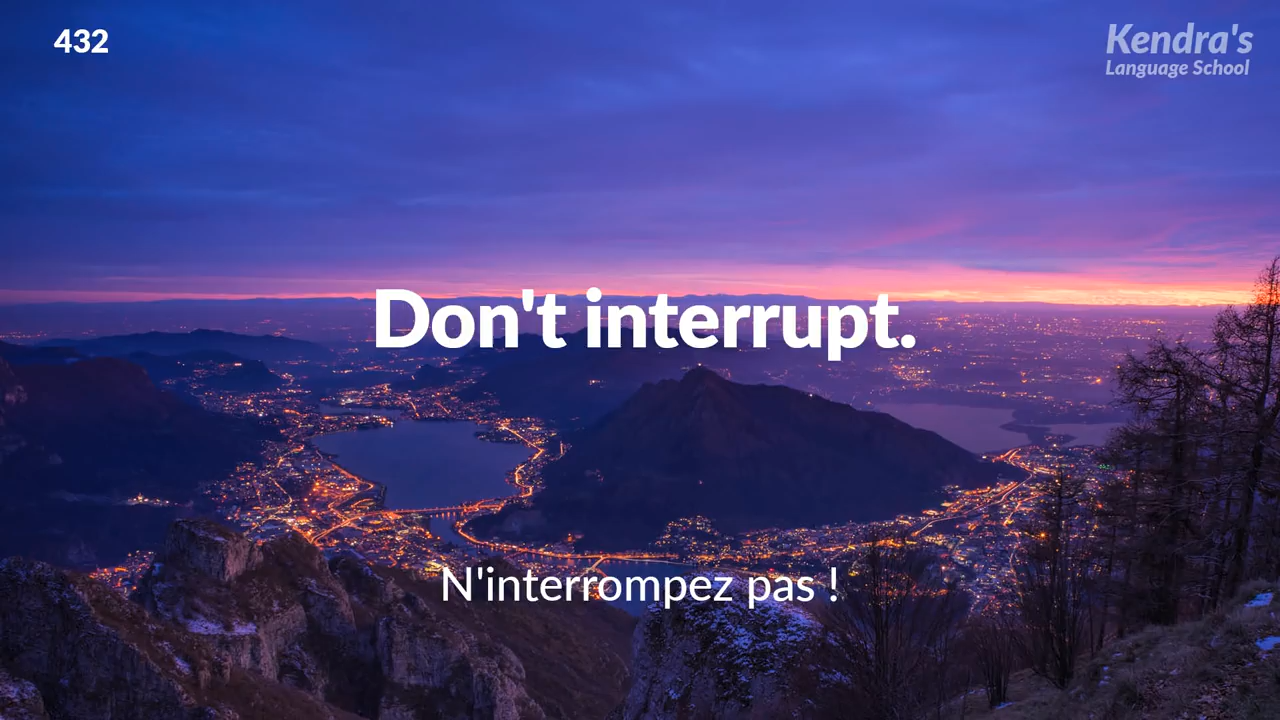 432
Kendra's
Language School
Don't interrupt.
N'interrompez pas !